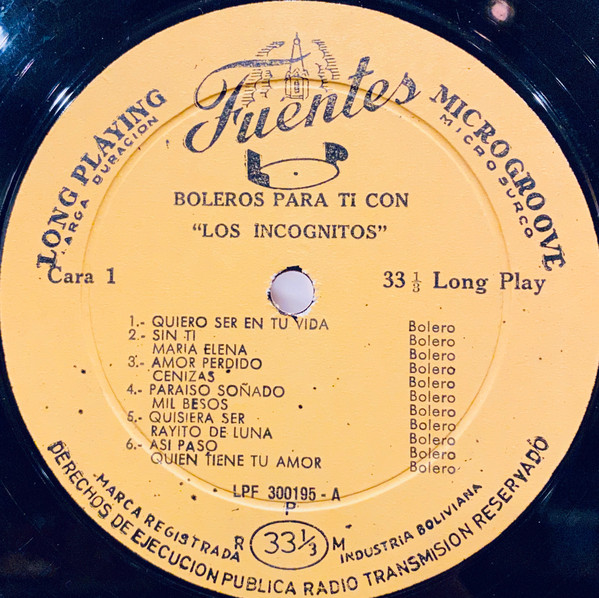 Fuentes
LP
LONG PLAYING
LARGA DURACION
MICROGROOVE
MICROSURCO
BOLEROS PARA TI CON
"LOS INCOGNITOS"
Cara 1
33 1/3 Long Play
1.- QUIERO SER EN TU VIDA Bolero
2.- SIN TI Bolero
MARIA ELENA Bolero
3.- AMOR PERDIDO Bolero
CENIZAS Bolero
4.- PARAISO SOÑADO Bolero
MIL BESOS Bolero
5.- QUISIERA SER Bolero
RAYITO DE LUNA Bolero
6.- ASI PASO Bolero
QUIEN TIENE TU AMOR Bolero
LPF 300195 - A
MARCA REGISTRADA
R P M
33 1/3
INDUSTRIA BOLIVIANA
DERECHOS DE EJECUCION PUBLICA RADIO TRANSMISION RESERVADO